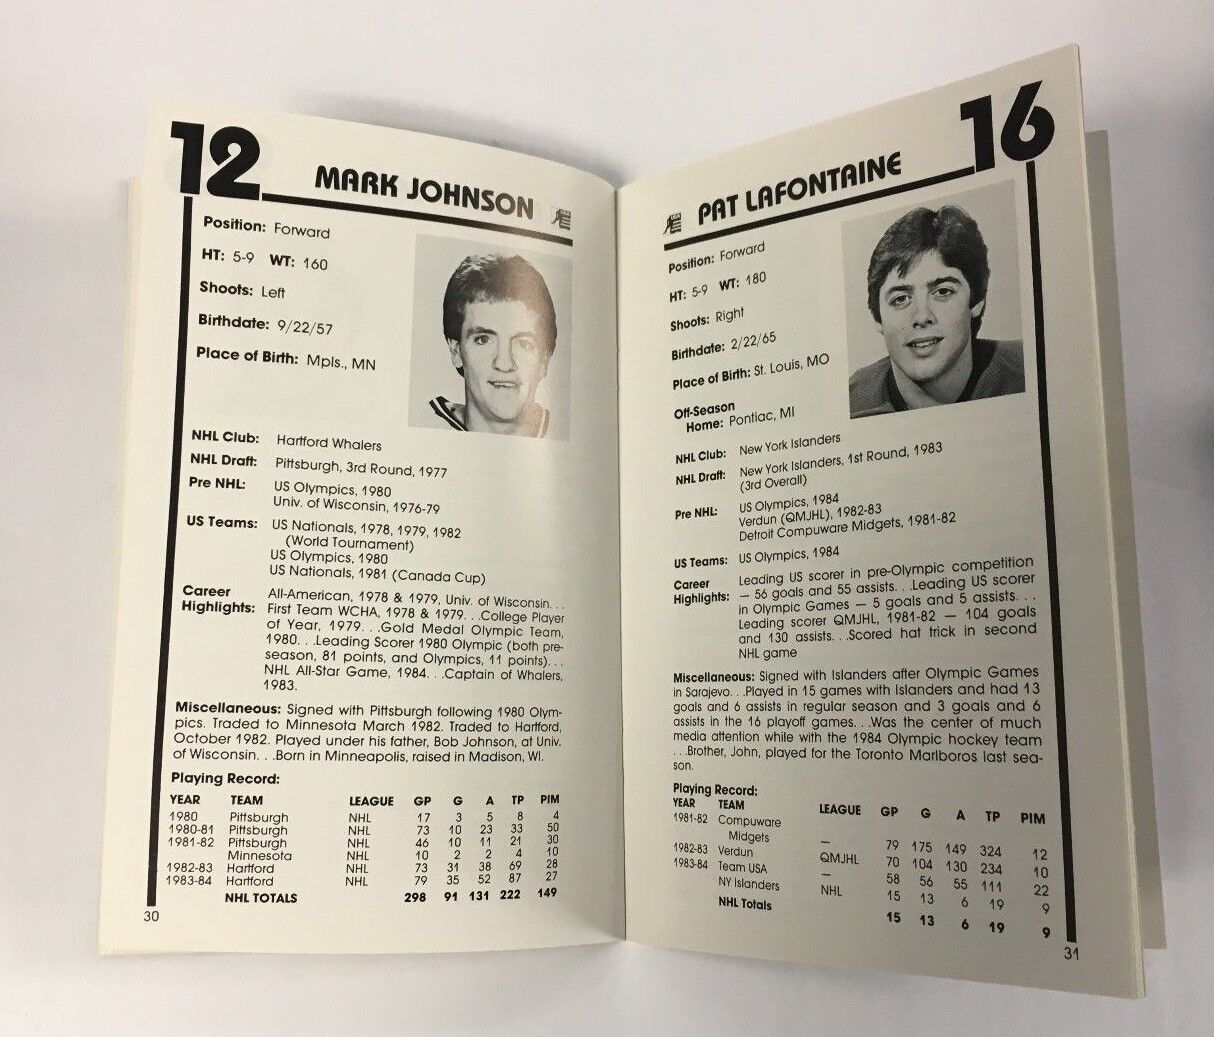 12
MARK JOHNSON
Position: Forward
HT: 5-9 WT: 160
Shoots: Left
Birthdate: 9/22/57
Place of Birth: Mpls., MN
NHL Club: Hartford Whalers
NHL Draft: Pittsburgh, 3rd Round, 1977
Pre NHL: US Olympics, 1980
Univ. of Wisconsin, 1976-79
US Teams: US Nationals, 1978, 1979, 1982
(World Tournament)
US Olympics, 1980
US Nationals, 1981 (Canada Cup)
Career All-American, 1978 & 1979, Univ. of Wisconsin. . .
Highlights: First Team WCHA, 1978 & 1979. . .College Player
of Year, 1979. . .Gold Medal Olympic Team,
1980. . .Leading Scorer 1980 Olympic (both pre-
season, 81 points, and Olympics, 11 points). . .
NHL All-Star Game, 1984. . .Captain of Whalers,
1983.
Miscellaneous: Signed with Pittsburgh following 1980 Olym-
pics. Traded to Minnesota March 1982. Traded to Hartford,
October 1982. Played under his father, Bob Johnson, at Univ.
of Wisconsin. . .Born in Minneapolis, raised in Madison, WI.
Playing Record:
YEAR TEAM LEAGUE GP G A TP PIM
1980 Pittsburgh NHL 17 3 5 8 4
1980-81 Pittsburgh NHL 73 10 23 33 50
1981-82 Pittsburgh NHL 46 10 11 21 30
Minnesota NHL 10 2 2 4 10
1982-83 Hartford NHL 73 31 38 69 28
1983-84 Hartford NHL 79 35 52 87 27
NHL TOTALS 298 91 131 222 149
30
16
PAT LAFONTAINE
Position: Forward
HT: 5-9 WT: 180
Shoots: Right
Birthdate: 2/22/65
Place of Birth: St. Louis, MO
Off-Season
Home: Pontiac, MI
NHL Club: New York Islanders
NHL Draft: New York Islanders, 1st Round, 1983
(3rd Overall)
Pre NHL: US Olympics, 1984
Verdun (QMJHL), 1982-83
Detroit Compuware Midgets, 1981-82
US Teams: US Olympics, 1984
Career Leading US scorer in pre-Olympic competition
Highlights: — 56 goals and 55 assists. . .Leading US scorer
in Olympic Games — 5 goals and 5 assists. . .
Leading scorer QMJHL, 1981-82 — 104 goals
and 130 assists. . .Scored hat trick in second
NHL game
Miscellaneous: Signed with Islanders after Olympic Games
in Sarajevo. . .Played in 15 games with Islanders and had 13
goals and 6 assists in regular season and 3 goals and 6
assists in the 16 playoff games. . .Was the center of much
media attention while with the 1984 Olympic hockey team
. . .Brother, John, played for the Toronto Marlboros last sea-
son.
Playing Record:
YEAR TEAM LEAGUE GP G A TP PIM
1981-82 Compuware
Midgets — 79 175 149 324 12
1982-83 Verdun QMJHL 70 104 130 234 10
1983-84 Team USA — 58 56 55 111 22
NY Islanders NHL 15 13 6 19 9
NHL Totals 15 13 6 19 9
31